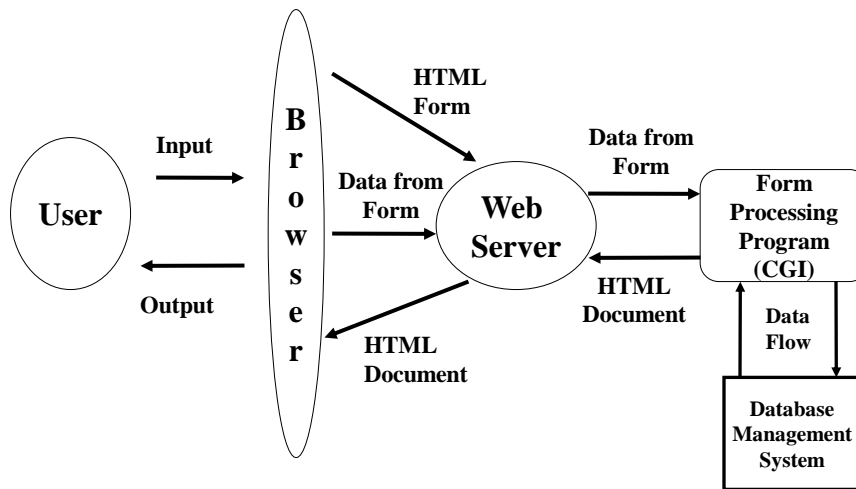 User
Input
Output
B
r
o
w
s
e
r
HTML
Form
Data from
Form
HTML
Document
Web
Server
Data from
Form
HTML
Document
Form
Processing
Program
(CGI)
Data
Flow
Database
Management
System